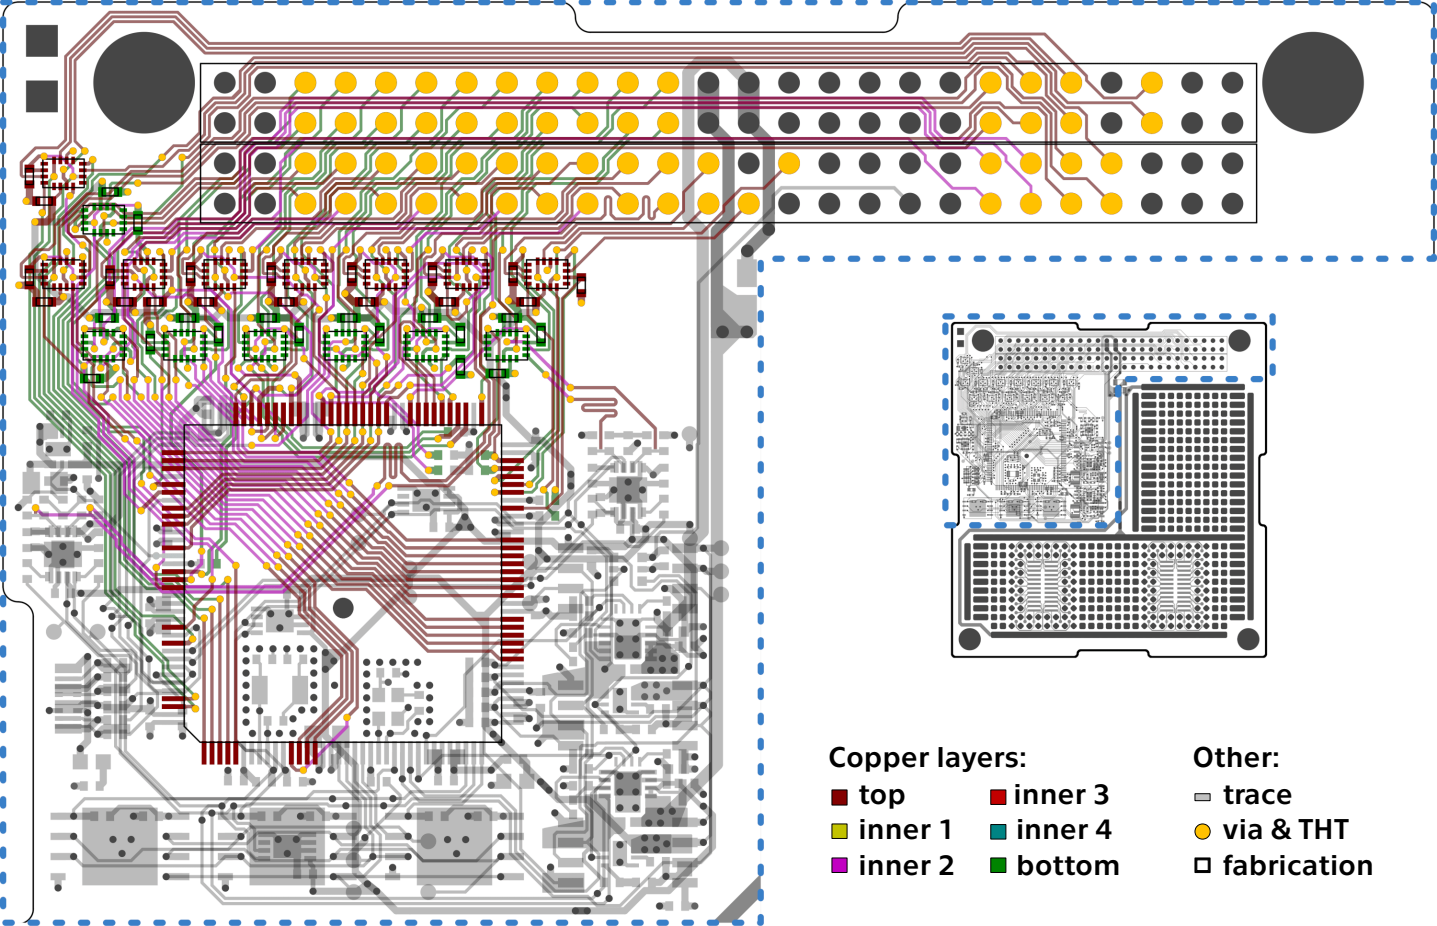 Copper layers:
top
inner 1
inner 2
inner 3
inner 4
bottom
Other:
trace
via & THT
fabrication